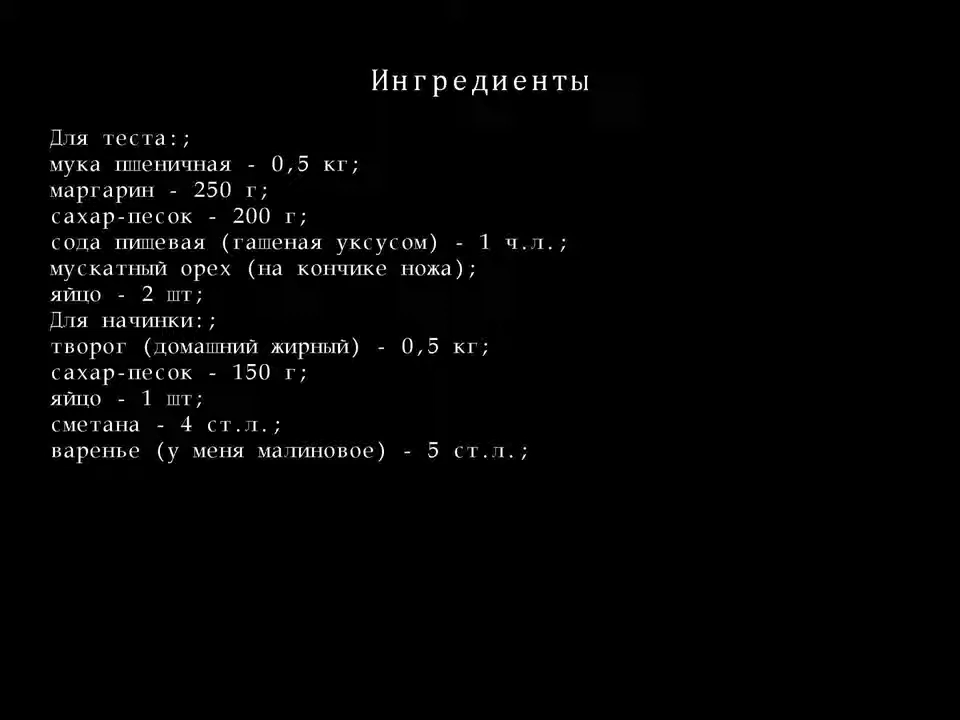 Ингредиенты
Для теста:;
мука пшеничная - 0,5 кг;
маргарин - 250 г;
сахар-песок - 200 г;
сода пищевая (гашеная уксусом) - 1 ч.л.;
мускатный орех (на кончике ножа);
яйцо - 2 шт;
Для начинки:;
творог (домашний жирный) - 0,5 кг;
сахар-песок - 150 г;
яйцо - 1 шт;
сметана - 4 ст.л.;
варенье (у меня малиновое) - 5 ст.л.;